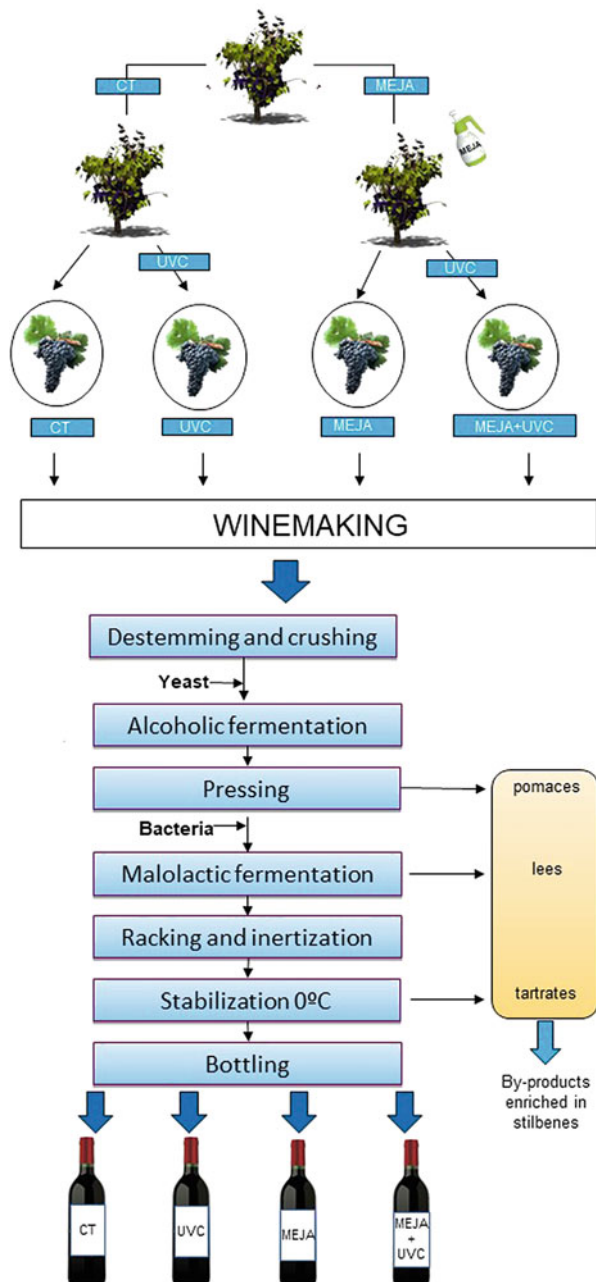 CT
MEJA
MEJA
UVC
UVC
CT
UVC
MEJA
MEJA+UVC
WINEMAKING
Destemming and crushing
Yeast
Alcoholic fermentation
Pressing
pomaces
Bacteria
Malolactic fermentation
lees
Racking and inertization
Stabilization 0ºC
tartrates
Bottling
By-products
enriched in
stilbenes
CT
UVC
MEJA
MEJA
+
UVC